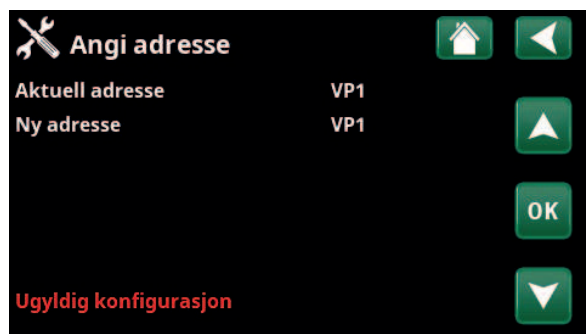 Angi adresse
Aktuell adresse VP1
Ny adresse VP1
OK
Ugyldig konfigurasjon